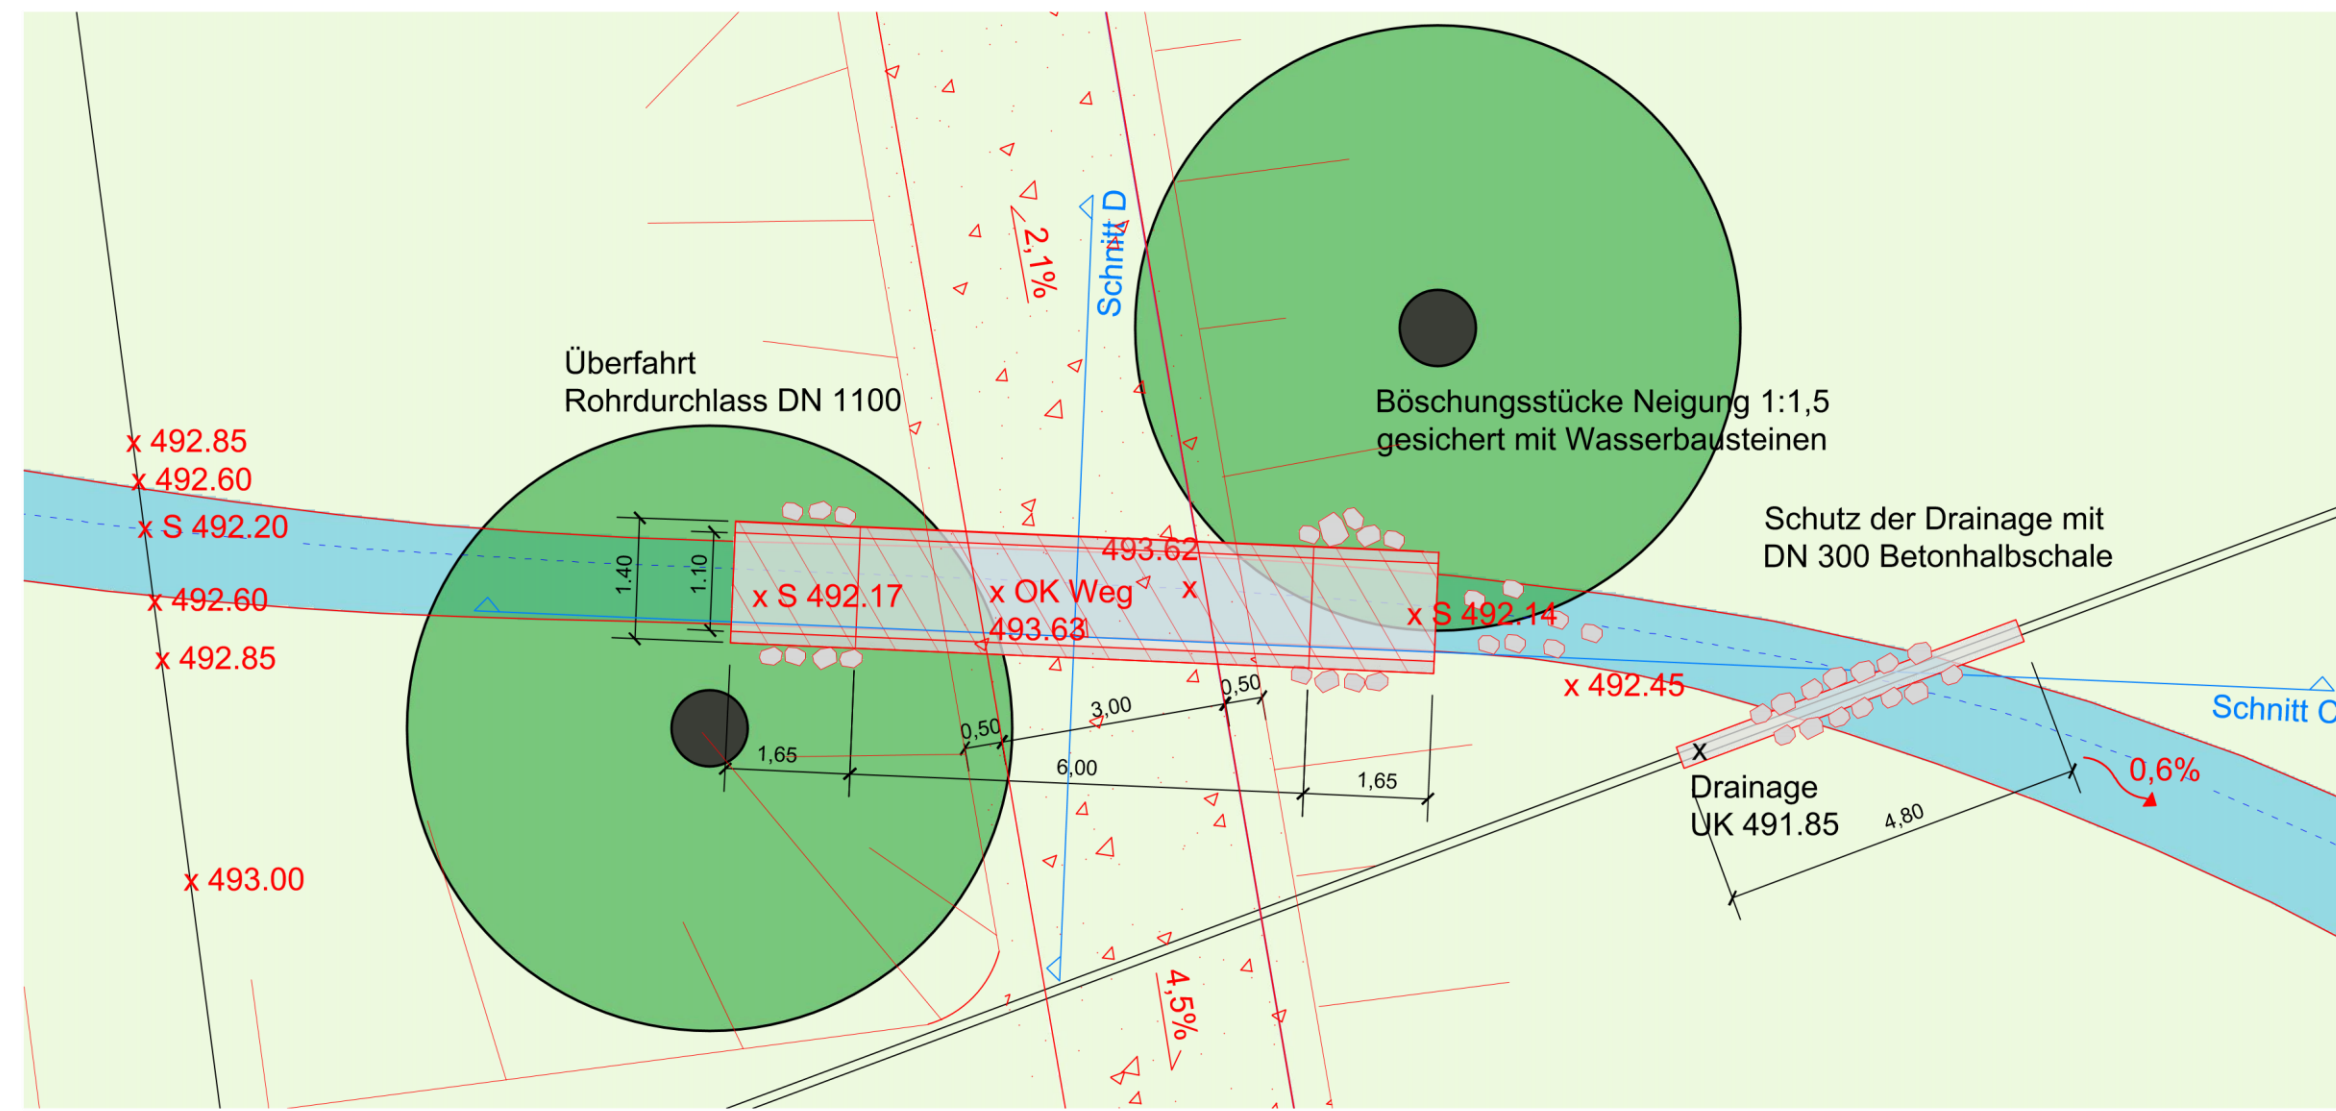 2,1%
Schnitt D
Überfahrt
Rohrdurchlass DN 1100
Böschungsstücke Neigung 1:1,5
gesichert mit Wasserbausteinen
Schutz der Drainage mit
DN 300 Betonhalbschale
x 492.85
x 492.60
x S 492.20
x 492.60
x 492.85
x 493.00
1.40
1.10
x S 492.17
493.62
x
x OK Weg
493.63
x S 492.14
x 492.45
0,50
3,00
0,50
1,65
6,00
1,65
Schnitt C
x
Drainage
UK 491.85
4,80
0,6%
4,5%